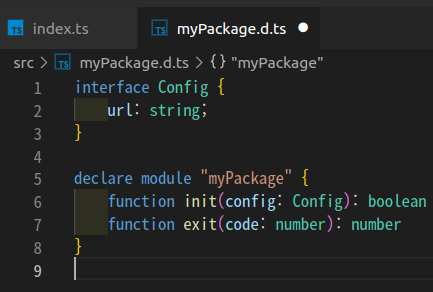 TS index.ts
TS myPackage.d.ts ●
src > TS myPackage.d.ts > {} "myPackage"
1 interface Config {
2     url: string;
3 }
4
5 declare module "myPackage" {
6     function init(config: Config): boolean
7     function exit(code: number): number
8 }
9